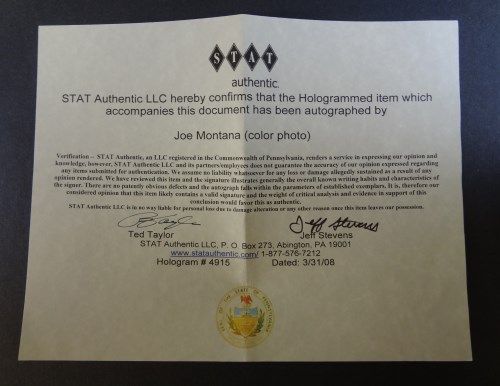 STAT
authentic.
STAT Authentic LLC hereby confirms that the Hologrammed item which
accompanies this document has been autographed by
Joe Montana (color photo)
Verification -- STAT Authentic, an LLC registered in the Commonwealth of Pennsylvania, renders a service in expressing our opinion and
knowledge, however, STAT Authentic LLC and its partners/employees does not guarantee the accuracy of our opinion expressed regarding
any items submitted for authentication. We assume no liability whatsoever for any loss or damage allegedly sustained as a result of any
opinion rendered. We have reviewed this item and the signature illustrates generally the overall known writing habits and characteristics of
the signer. There are no patently obvious defects and the autograph falls within the parameters of established exemplars. It is, therefore our
considered opinion that this item likely contains a valid signature and the weight of critical analysis and evidence in support of this
conclusion would favor this as authentic.
STAT Authentic LLC is in no way liable for personal loss due to damage alteration or any other reason once this item leaves our possession.
Jeff Stevens
Ted Taylor Jeff Stevens
STAT Authentic LLC, P. O. Box 273, Abington, PA 19001
www.statauthentic.com/ 1-877-576-7212
Hologram # 4915 Dated: 3/31/08
SEAL OF THE STATE OF PENNSYLVANIA